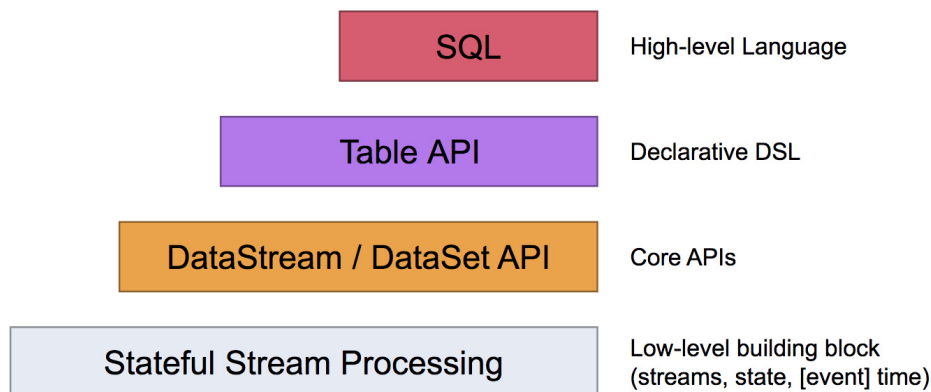 SQL
High-level Language
Table API
Declarative DSL
DataStream / DataSet API
Core APIs
Stateful Stream Processing
Low-level building block
(streams, state, [event] time)